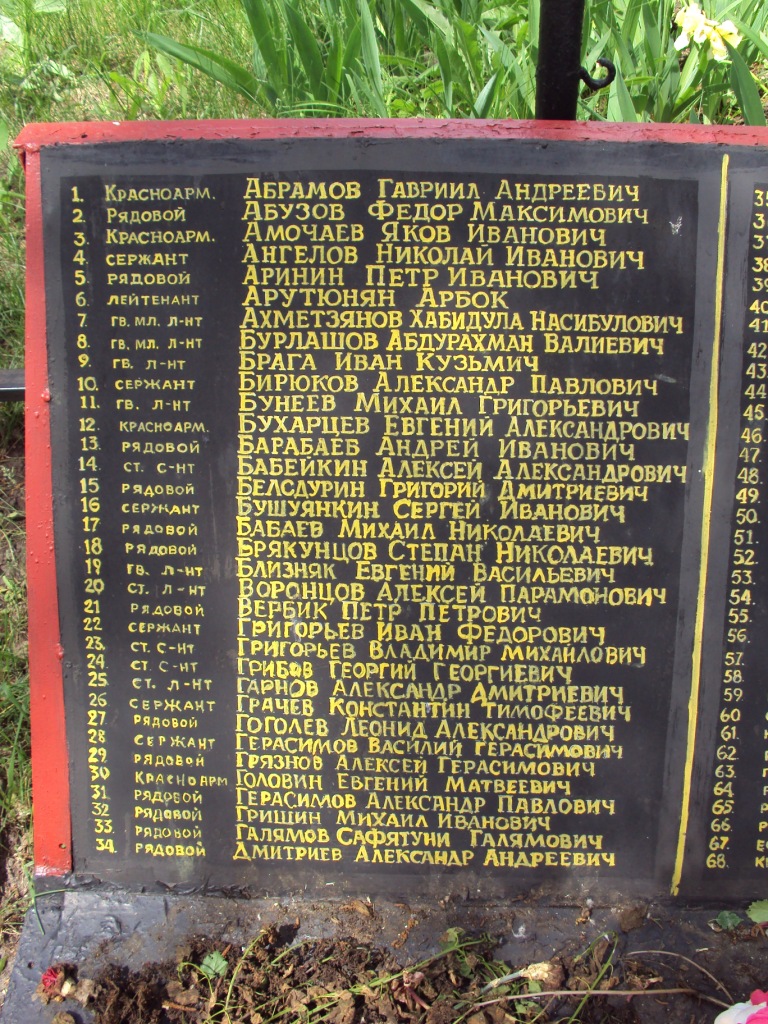 1. КРАСНОАРМ. АБРАМОВ ГАВРИИЛ АНДРЕЕВИЧ
2. РЯДОВОЙ АБУЗОВ ФЕДОР МАКСИМОВИЧ
3. КРАСНОАРМ. АМОЧАЕВ ЯКОВ ИВАНОВИЧ
4. СЕРЖАНТ АНГЕЛОВ НИКОЛАЙ ИВАНОВИЧ
5. РЯДОВОЙ АРИНИН ПЕТР ИВАНОВИЧ
6. ЛЕЙТЕНАНТ АРУТЮНЯН АРБОК
7. ГВ. МЛ. Л-НТ АХМЕТЗЯНОВ ХАБИДУЛА НАСИБУЛОВИЧ
8. ГВ. МЛ. Л-НТ БУРЛАШОВ АБДУРАХМАН ВАЛИЕВИЧ
9. ГВ. Л-НТ БРАГА ИВАН КУЗЬМИЧ
10. СЕРЖАНТ БИРЮКОВ АЛЕКСАНДР ПАВЛОВИЧ
11. ГВ. Л-НТ БУНЕЕВ МИХАИЛ ГРИГОРЬЕВИЧ
12. КРАСНОАРМ. БУХАРЦЕВ ЕВГЕНИЙ АЛЕКСАНДРОВИЧ
13. РЯДОВОЙ БАРАБАЕВ АНДРЕЙ ИВАНОВИЧ
14. СТ. С-НТ БАБЕЙКИН АЛЕКСЕЙ АЛЕКСАНДРОВИЧ
15 РЯДОВОЙ БЕЛСДУРИН ГРИГОРИЙ ДМИТРИЕВИЧ
16 СЕРЖАНТ БУШУЯНКИН СЕРГЕЙ ИВАНОВИЧ
17 РЯДОВОЙ БАБАЕВ МИХАИЛ НИКОЛАЕВИЧ
18 РЯДОВОЙ БРЯКУНЦОВ СТЕПАН НИКОЛАЕВИЧ
19 ГВ. Л-НТ БЛИЗНЯК ЕВГЕНИЙ ВАСИЛЬЕВИЧ
20 СТ. Л-НТ ВОРОНЦОВ АЛЕКСЕЙ ПАРАМОНОВИЧ
21 РЯДОВОЙ ВЕРБИК ПЕТР ПЕТРОВИЧ
22 СЕРЖАНТ ГРИГОРЬЕВ ИВАН ФЕДОРОВИЧ
23. СТ. С-НТ ГРИГОРЬЕВ ВЛАДИМИР МИХАЙЛОВИЧ
24. СТ. С-НТ ГРИБОВ ГЕОРГИЙ ГЕОРГИЕВИЧ
25. СТ. Л-НТ ГАРНОВ АЛЕКСАНДР ДМИТРИЕВИЧ
26 СЕРЖАНТ ГРАЧЕВ КОНСТАНТИН ТИМОФЕЕВИЧ
27 РЯДОВОЙ ГОГОЛЕВ ЛЕОНИД АЛЕКСАНДРОВИЧ
28 СЕРЖАНТ ГЕРАСИМОВ ВАСИЛИЙ ГЕРАСИМОВИЧ
29 РЯДОВОЙ ГРЯЗНОВ АЛЕКСЕЙ ГЕРАСИМОВИЧ
30 КРАСНОАРМ ГОЛОВИН ЕВГЕНИЙ МАТВЕЕВИЧ
31 РЯДОВОЙ ГЕРАСИМОВ АЛЕКСАНДР ПАВЛОВИЧ
32 РЯДОВОЙ ГРИШИН МИХАИЛ ИВАНОВИЧ
33. РЯДОВОЙ ГАЛЯМОВ САФЯТУНИ ГАЛЯМОВИЧ
34. РЯДОВОЙ ДМИТРИЕВ АЛЕКСАНДР АНДРЕЕВИЧ
38
39
40
41
42
43
44
45
46.
47.
48.
49.
50.
51.
52.
53.
54.
55.
56.
57.
58.
59.
60
61.
62
63.
64
65
66.
67.
68.